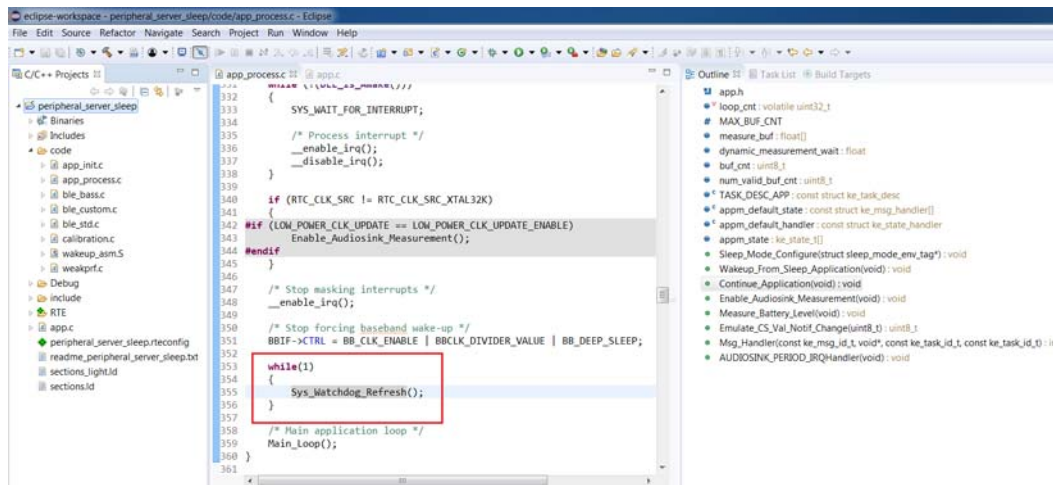 eclipse-workspace - peripheral_server_sleep/code/app_process.c - Eclipse
File Edit Source Refactor Navigate Search Project Run Window Help
C/C++ Projects
peripheral_server_sleep
Binaries
Includes
code
app_init.c
app_process.c
ble_bass.c
ble_custom.c
ble_std.c
calibration.c
wakeup_asm.S
weakprf.c
Debug
include
RTE
app.c
peripheral_server_sleep.rteconfig
readme_peripheral_server_sleep.txt
sections_light.ld
sections.ld
app_process.c app.c
332 {
333 SYS_WAIT_FOR_INTERRUPT;
334
335 /* Process interrupt */
336 __enable_irq();
337 __disable_irq();
338 }
339
340 if (RTC_CLK_SRC != RTC_CLK_SRC_XTAL32K)
341 {
342 #if (LOW_POWER_CLK_UPDATE == LOW_POWER_CLK_UPDATE_ENABLE)
343 Enable_Audiosink_Measurement();
344 #endif
345 }
346
347 /* Stop masking interrupts */
348 __enable_irq();
349
350 /* Stop forcing baseband wake-up */
351 BBIF->CTRL = BB_CLK_ENABLE | BBCLK_DIVIDER_VALUE | BB_DEEP_SLEEP;
352
353 while(1)
354 {
355 Sys_Watchdog_Refresh();
356 }
357
358 /* Main application loop */
359 Main_Loop();
360 }
361
Outline Task List Build Targets
app.h
loop_cnt : volatile uint32_t
MAX_BUF_CNT
measure_buf : float[]
dynamic_measurement_wait : float
buf_cnt : uint8_t
num_valid_buf_cnt : uint8_t
TASK_DESC_APP : const struct ke_task_desc
appm_default_state : const struct ke_msg_handler[]
appm_default_handler : const struct ke_state_handler
appm_state : ke_state_t[]
Sleep_Mode_Configure(struct sleep_mode_env_tag*) : void
Wakeup_From_Sleep_Application(void) : void
Continue_Application(void) : void
Enable_Audiosink_Measurement(void) : void
Measure_Battery_Level(void) : void
Emulate_CS_Val_Notif_Change(uint8_t) : uint8_t
Msg_Handler(const ke_msg_id_t, void*, const ke_task_id_t, const ke_task_id_t) : i
AUDIOSINK_PERIOD_IRQHandler(void) : void